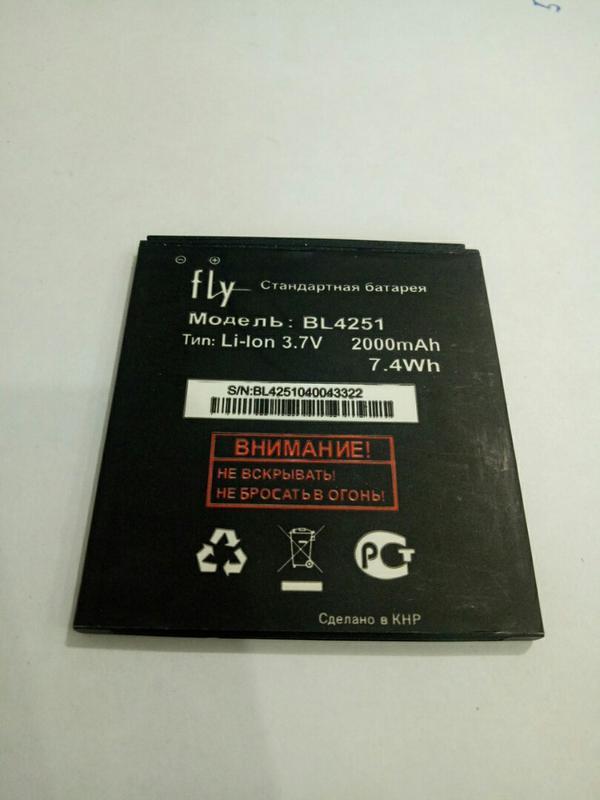 fly Стандартная батарея
Модель: BL4251
Тип: Li-Ion 3.7V 2000mAh
7.4Wh
S/N:BL4251040043322
ВНИМАНИЕ!
НЕ ВСКРЫВАТЬ!
НЕ БРОСАТЬ В ОГОНЬ!
РСТ
Сделано в КНР